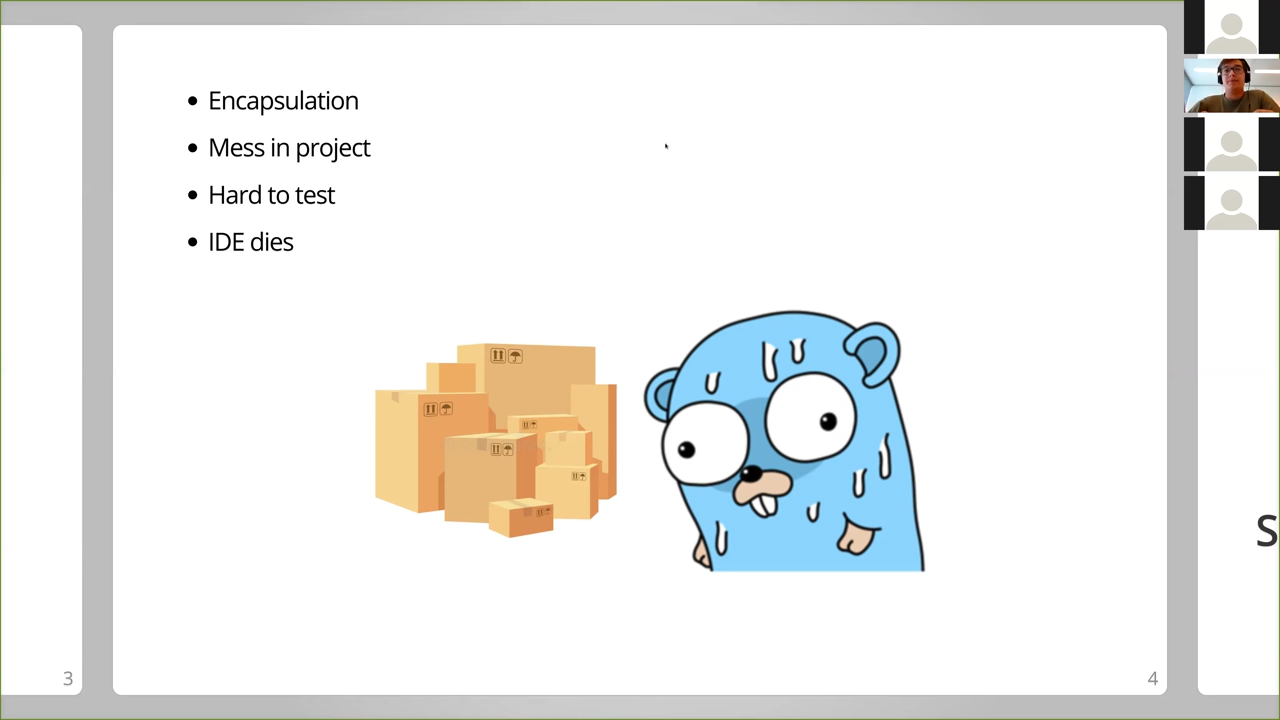 Encapsulation
Mess in project
Hard to test
IDE dies
S
3
4